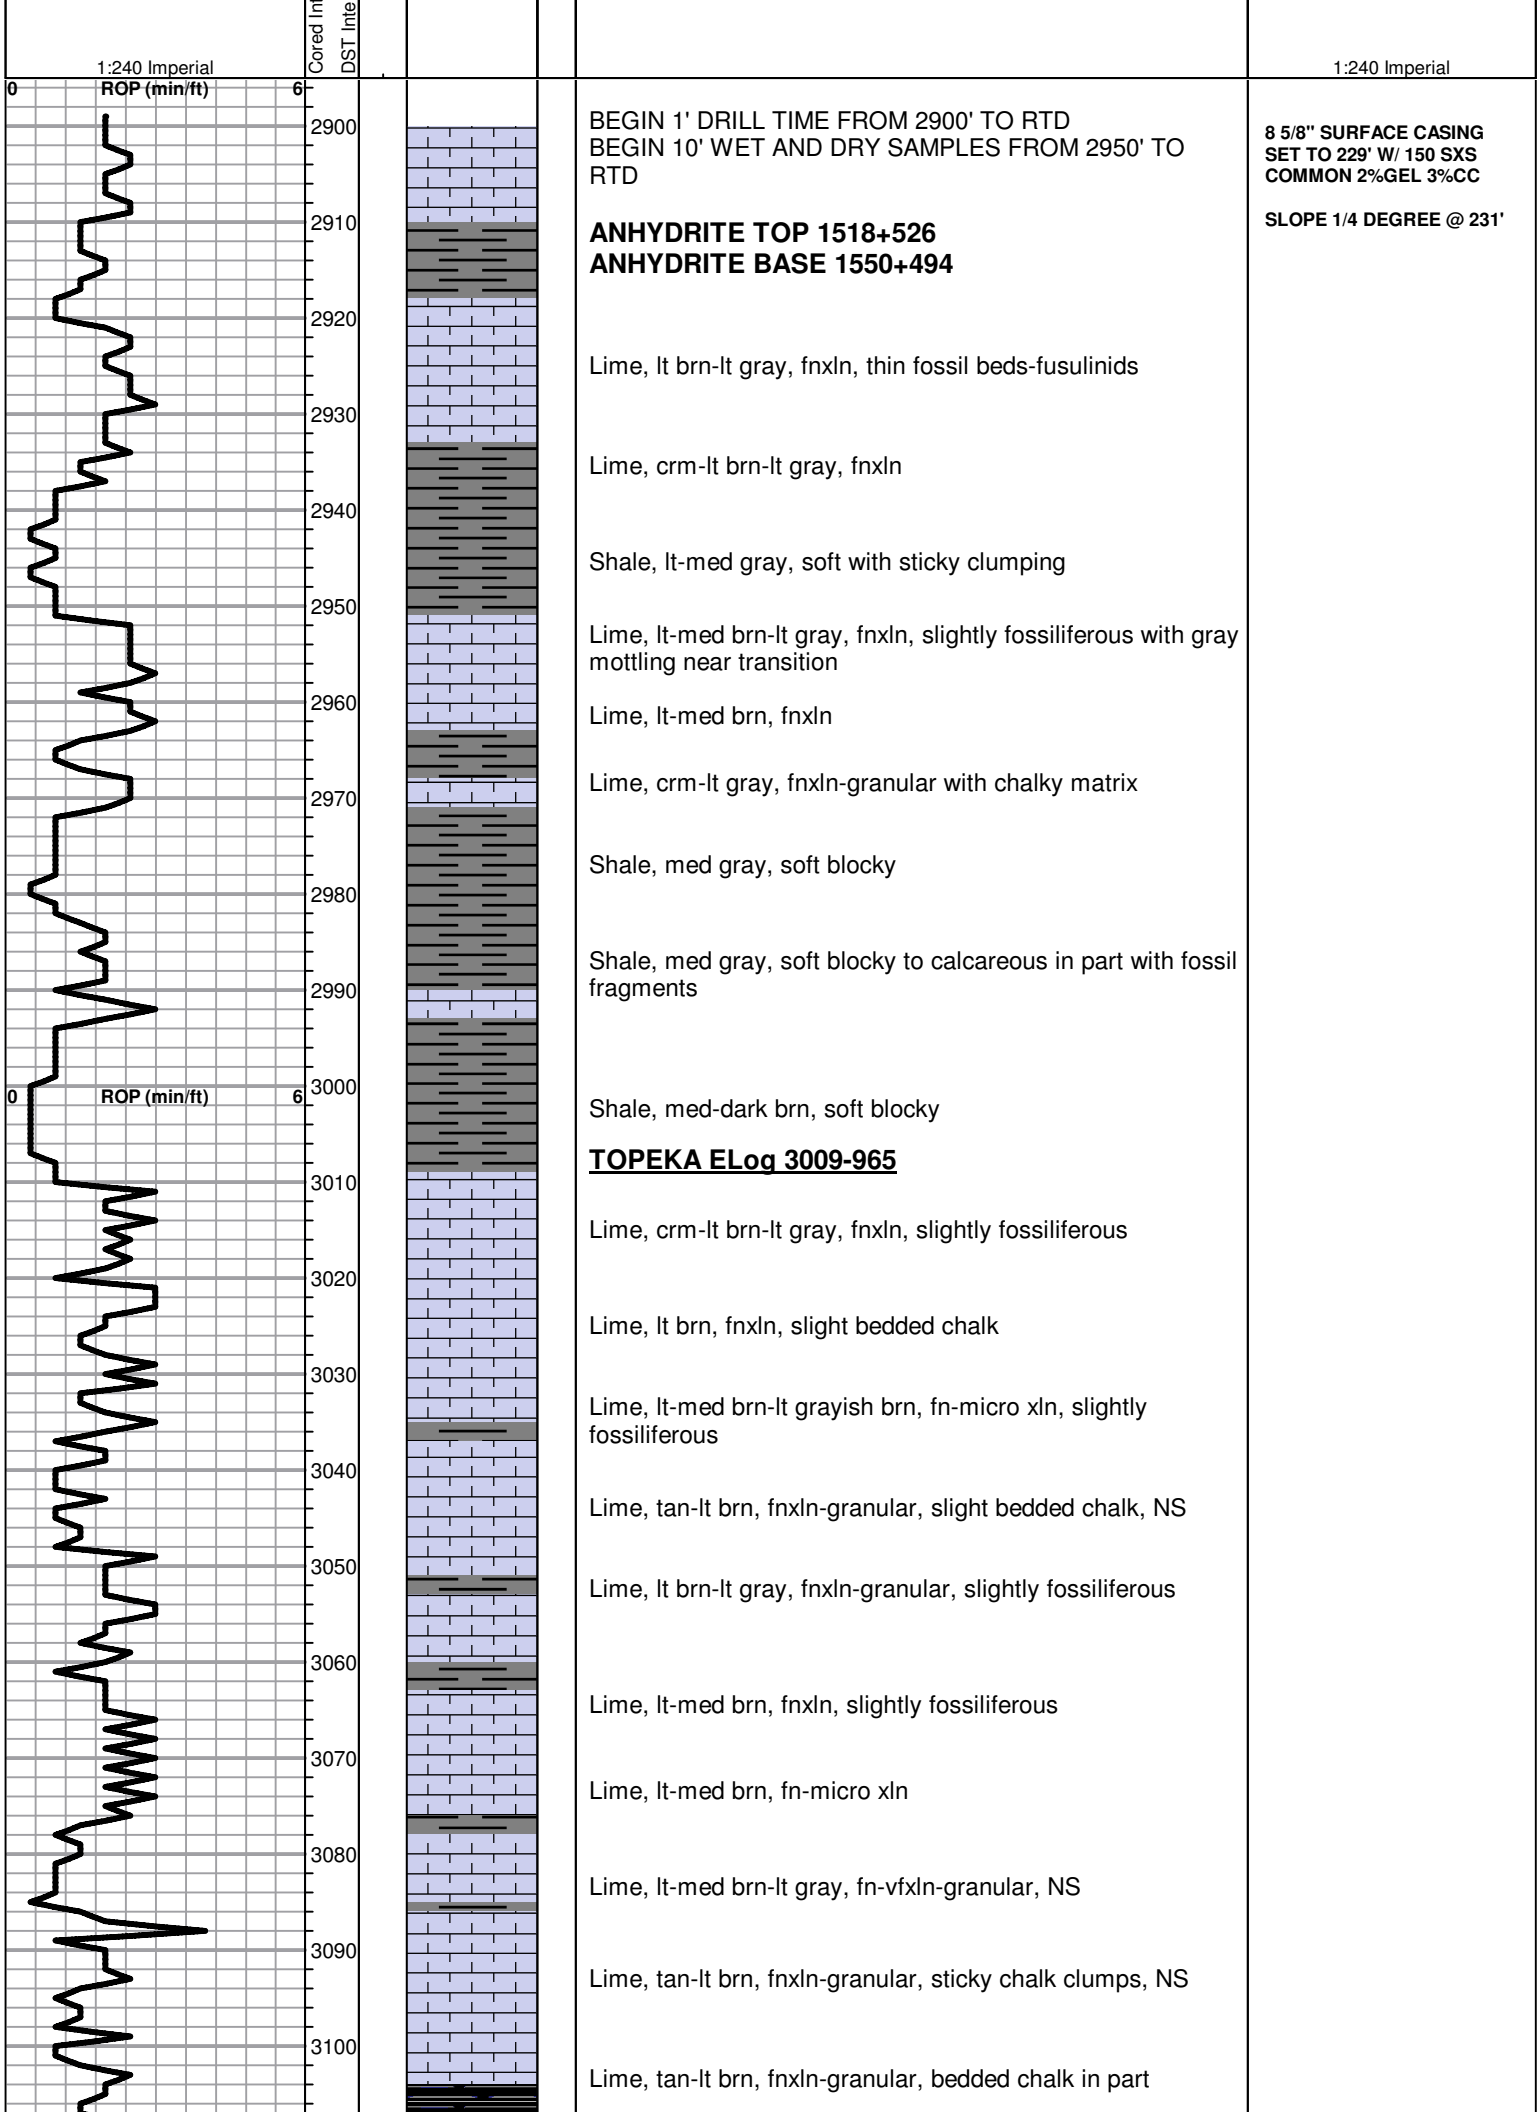 Cored Int
DST Inte
1:240 Imperial
1:240 Imperial
0 ROP (min/ft) 6
2900
BEGIN 1' DRILL TIME FROM 2900' TO RTD
BEGIN 10' WET AND DRY SAMPLES FROM 2950' TO
RTD
8 5/8" SURFACE CASING
SET TO 229' W/ 150 SXS
COMMON 2%GEL 3%CC
SLOPE 1/4 DEGREE @ 231'
2910
ANHYDRITE TOP 1518+526
ANHYDRITE BASE 1550+494
2920
Lime, lt brn-lt gray, fnxln, thin fossil beds-fusulinids
2930
Lime, crm-lt brn-lt gray, fnxln
2940
Shale, lt-med gray, soft with sticky clumping
2950
Lime, lt-med brn-lt gray, fnxln, slightly fossiliferous with gray
mottling near transition
2960
Lime, lt-med brn, fnxln
Lime, crm-lt gray, fnxln-granular with chalky matrix
2970
Shale, med gray, soft blocky
2980
Shale, med gray, soft blocky to calcareous in part with fossil
fragments
2990
3000
0 ROP (min/ft) 6
Shale, med-dark brn, soft blocky
TOPEKA ELog 3009-965
3010
Lime, crm-lt brn-lt gray, fnxln, slightly fossiliferous
3020
Lime, lt brn, fnxln, slight bedded chalk
3030
Lime, lt-med brn-lt grayish brn, fn-micro xln, slightly
fossiliferous
3040
Lime, tan-lt brn, fnxln-granular, slight bedded chalk, NS
3050
Lime, lt brn-lt gray, fnxln-granular, slightly fossiliferous
3060
Lime, lt-med brn, fnxln, slightly fossiliferous
3070
Lime, lt-med brn, fn-micro xln
3080
Lime, lt-med brn-lt gray, fn-vfxln-granular, NS
3090
Lime, tan-lt brn, fnxln-granular, sticky chalk clumps, NS
3100
Lime, tan-lt brn, fnxln-granular, bedded chalk in part